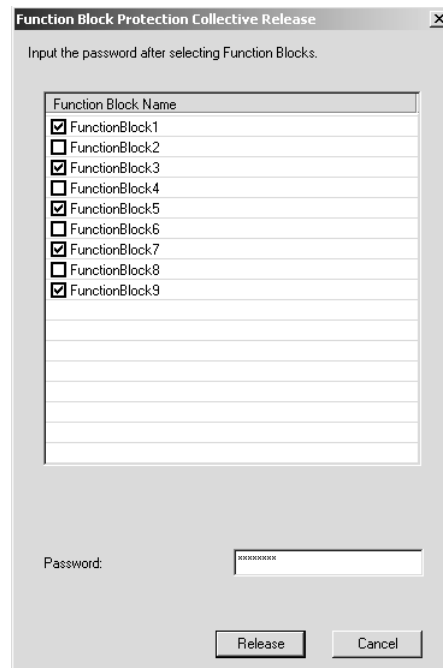 Function Block Protection Collective Release
Input the password after selecting Function Blocks.
Function Block Name
FunctionBlock1
FunctionBlock2
FunctionBlock3
FunctionBlock4
FunctionBlock5
FunctionBlock6
FunctionBlock7
FunctionBlock8
FunctionBlock9
Password: ********
Release Cancel